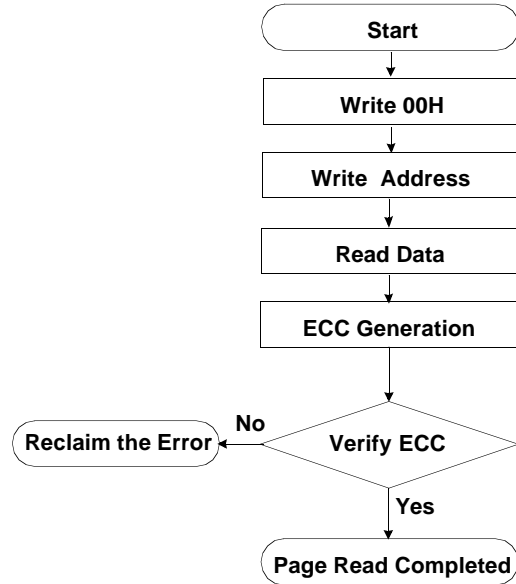 Start
Write 00H
Write Address
Read Data
ECC Generation
No
Reclaim the Error
Verify ECC
Yes
Page Read Completed